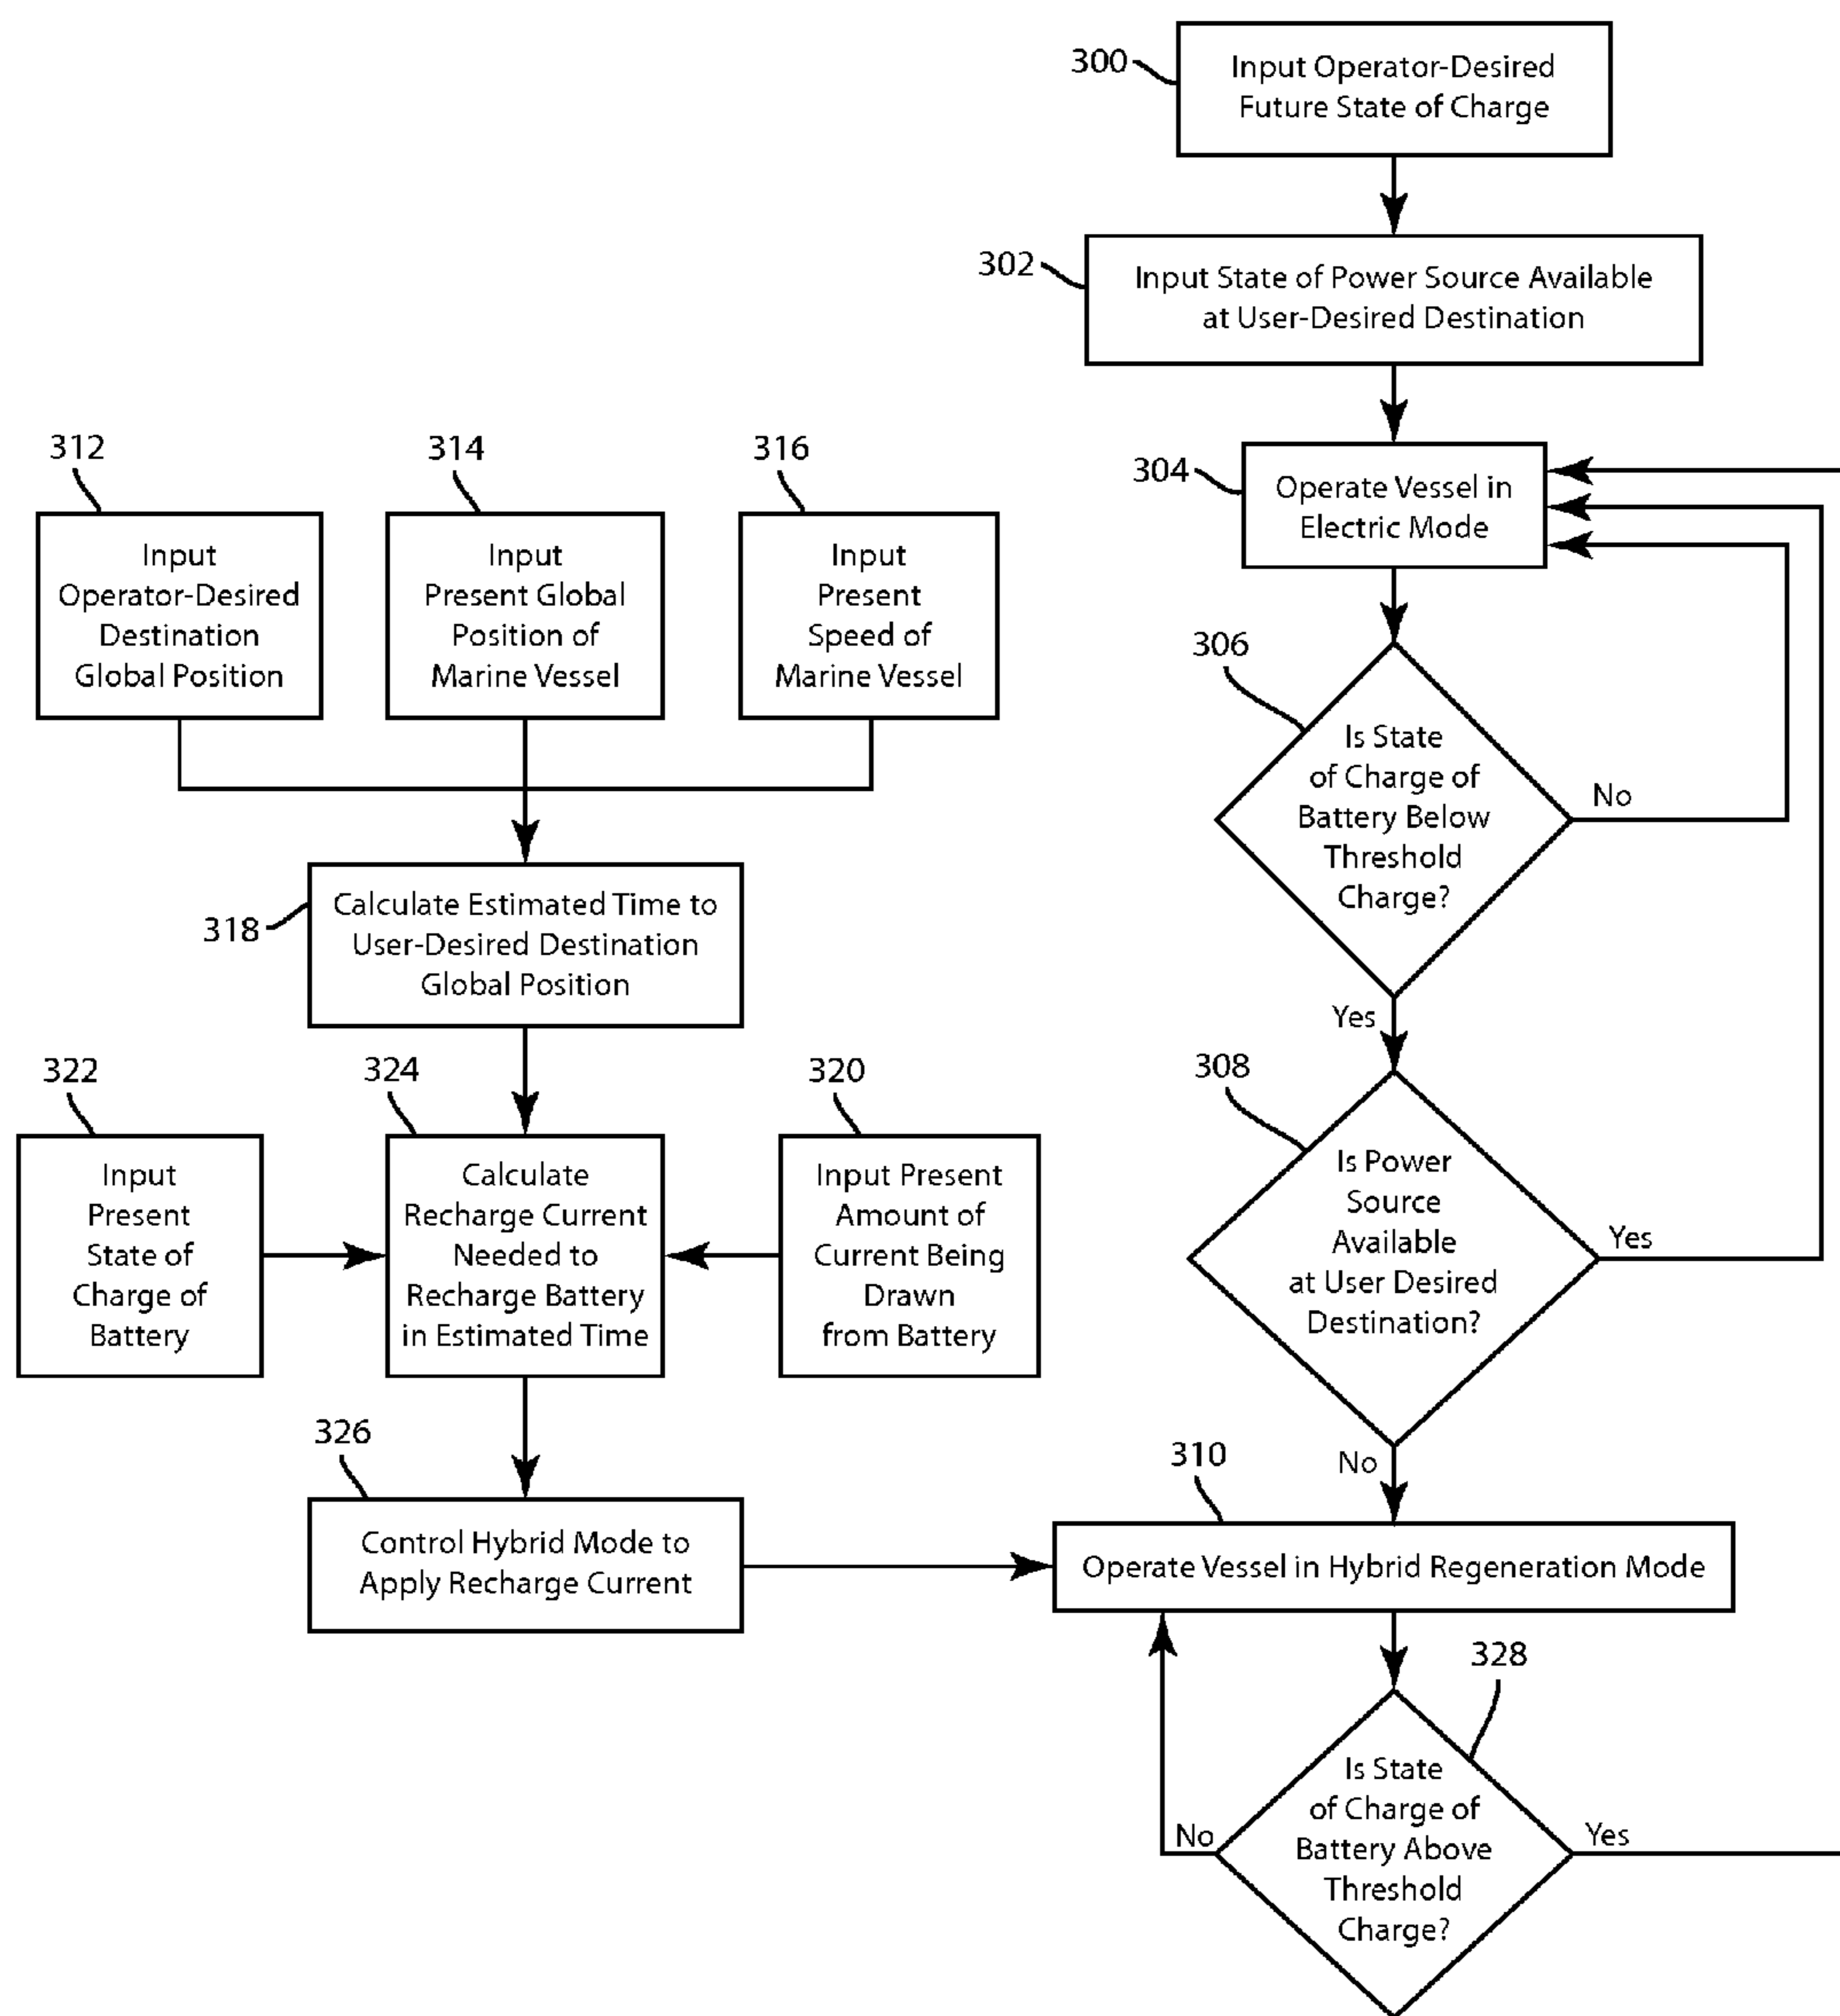 300
Input Operator-Desired
Future State of Charge
302
Input State of Power Source Available
at User-Desired Destination
304
Operate Vessel in
Electric Mode
312
Input
Operator-Desired
Destination
Global Position
314
Input
Present Global
Position of
Marine Vessel
316
Input
Present
Speed of
Marine Vessel
306
Is State
of Charge of
Battery Below
Threshold
Charge?
No
Yes
318
Calculate Estimated Time to
User-Desired Destination
Global Position
322
Input
Present
State of
Charge of
Battery
324
Calculate
Recharge Current
Needed to
Recharge Battery
in Estimated Time
320
Input Present
Amount of
Current Being
Drawn
from Battery
308
Is Power
Source
Available
at User Desired
Destination?
Yes
No
326
Control Hybrid Mode to
Apply Recharge Current
310
Operate Vessel in Hybrid Regeneration Mode
328
Is State
of Charge of
Battery Above
Threshold
Charge?
No
Yes